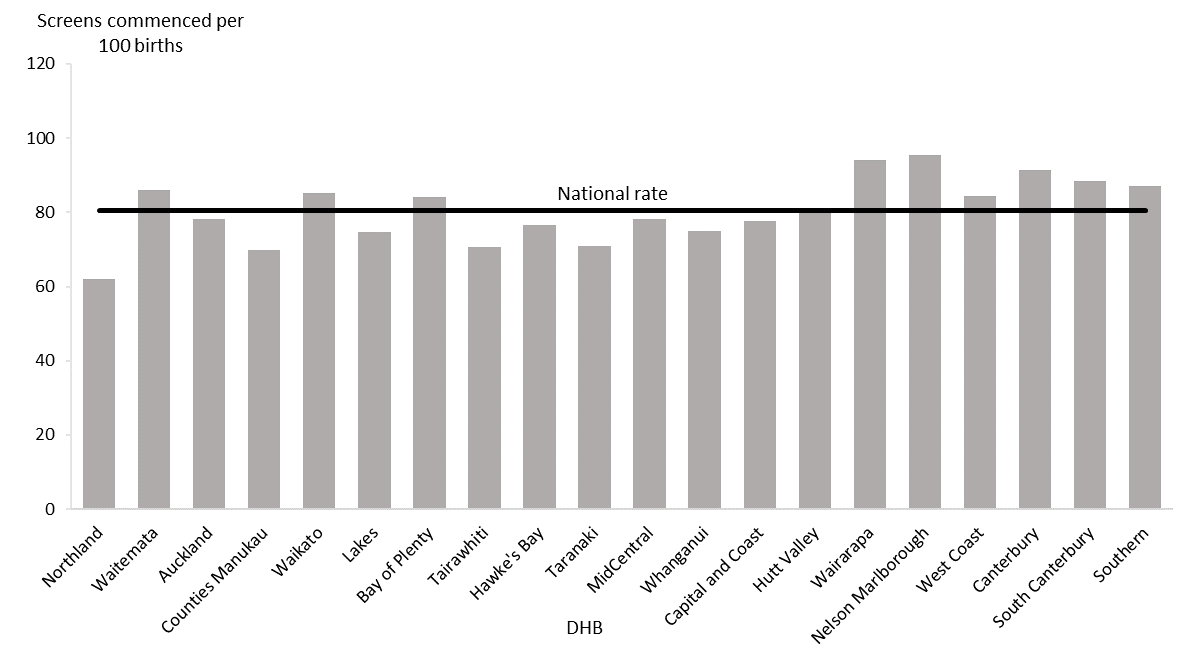 Screens commenced per
100 births
120
100
80
60
40
20
0
National rate
Northland
Waitemata
Auckland
Counties Manukau
Waikato
Lakes
Bay of Plenty
Tairawhiti
Hawke's Bay
Taranaki
MidCentral
Whanganui
Capital and Coast
Hutt Valley
Wairarapa
Nelson Marlborough
West Coast
Canterbury
South Canterbury
Southern
DHB